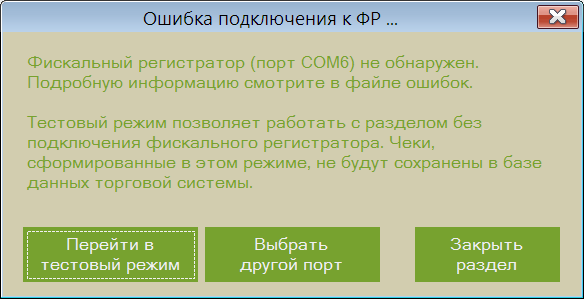 Ошибка подключения к ФР ...
Фискальный регистратор (порт COM6) не обнаружен.
Подробную информацию смотрите в файле ошибок.
Тестовый режим позволяет работать с разделом без
подключения фискального регистратора. Чеки,
сформированные в этом режиме, не будут сохранены в базе
данных торговой системы.
Перейти в
тестовый режим
Выбрать
другой порт
Закрыть
раздел